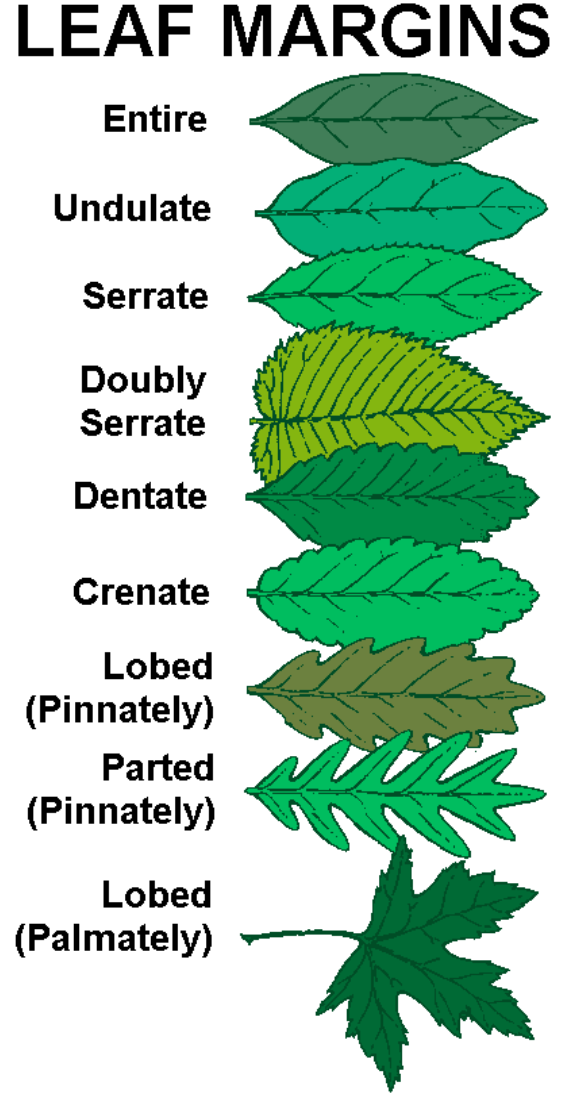 LEAF MARGINS
Entire
Undulate
Serrate
Doubly
Serrate
Dentate
Crenate
Lobed
(Pinnately)
Parted
(Pinnately)
Lobed
(Palmately)